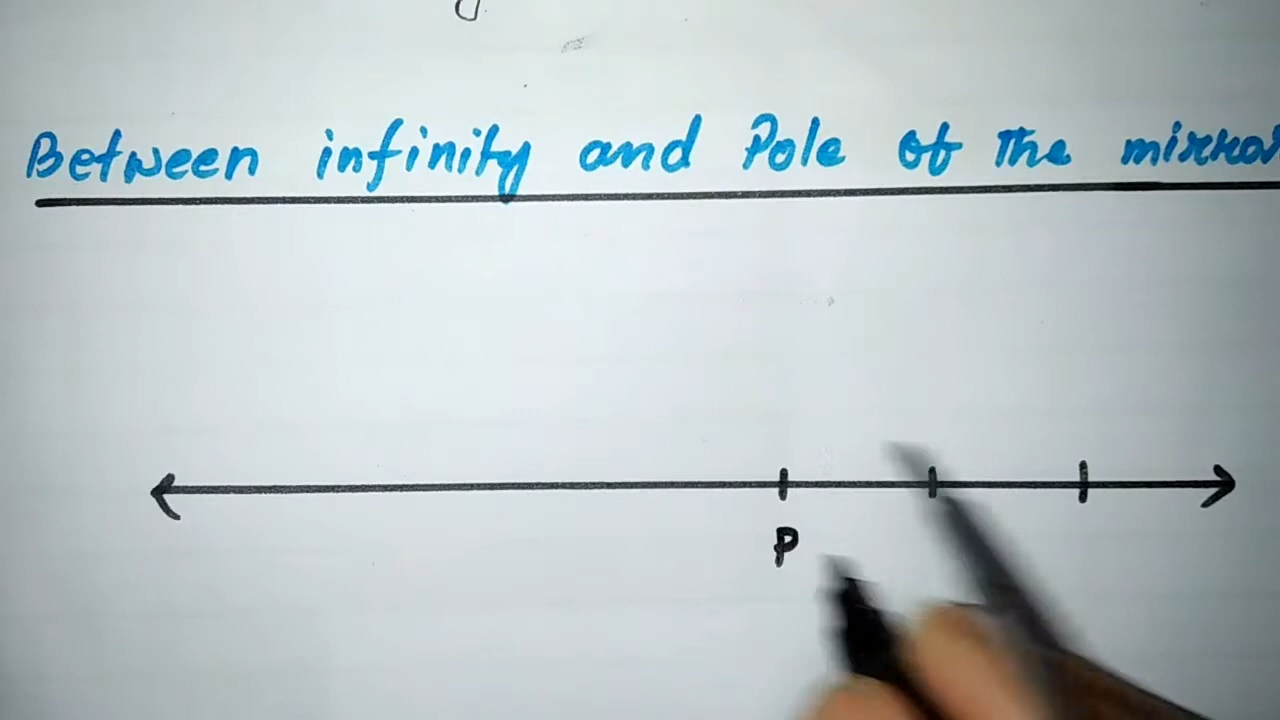 Between infinity and Pole of the mirror
P